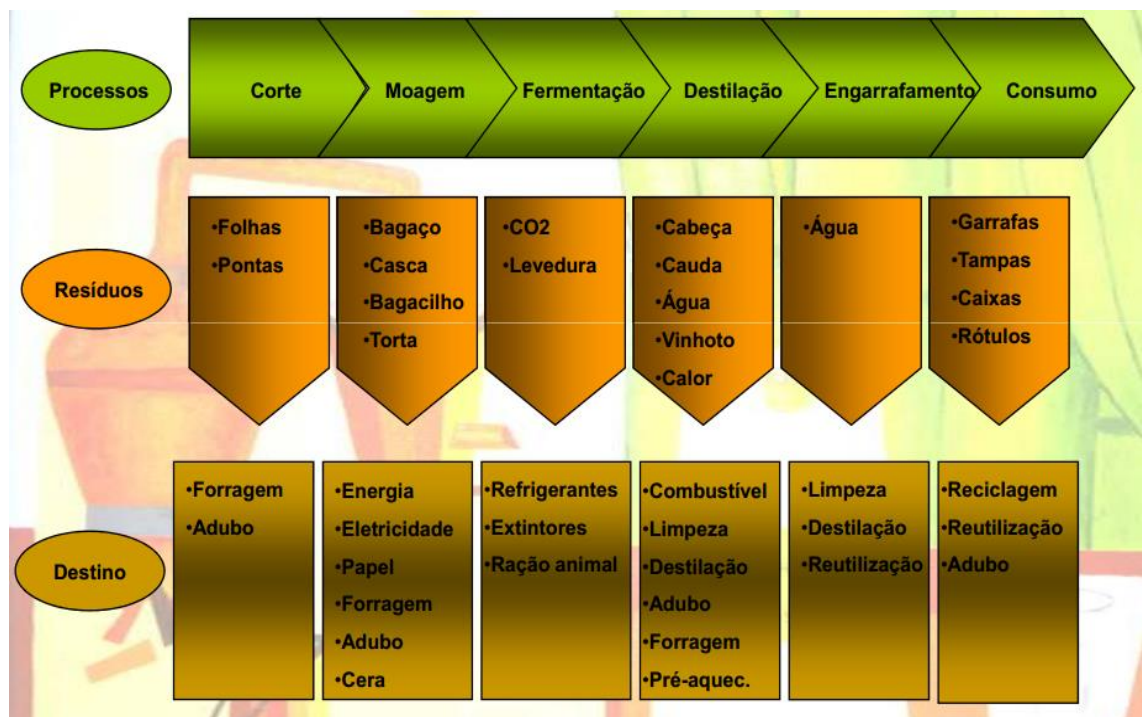 Processos
Corte
Moagem
Fermentação
Destilação
Engarrafamento
Consumo
Resíduos
•Folhas
•Pontas
•Bagaço
•Casca
•Bagacilho
•Torta
•CO2
•Levedura
•Cabeça
•Cauda
•Água
•Vinhoto
•Calor
•Água
•Garrafas
•Tampas
•Caixas
•Rótulos
Destino
•Forragem
•Adubo
•Energia
•Eletricidade
•Papel
•Forragem
•Adubo
•Cera
•Refrigerantes
•Extintores
•Ração animal
•Combustível
•Limpeza
•Destilação
•Adubo
•Forragem
•Pré-aquec.
•Limpeza
•Destilação
•Reutilização
•Reciclagem
•Reutilização
•Adubo